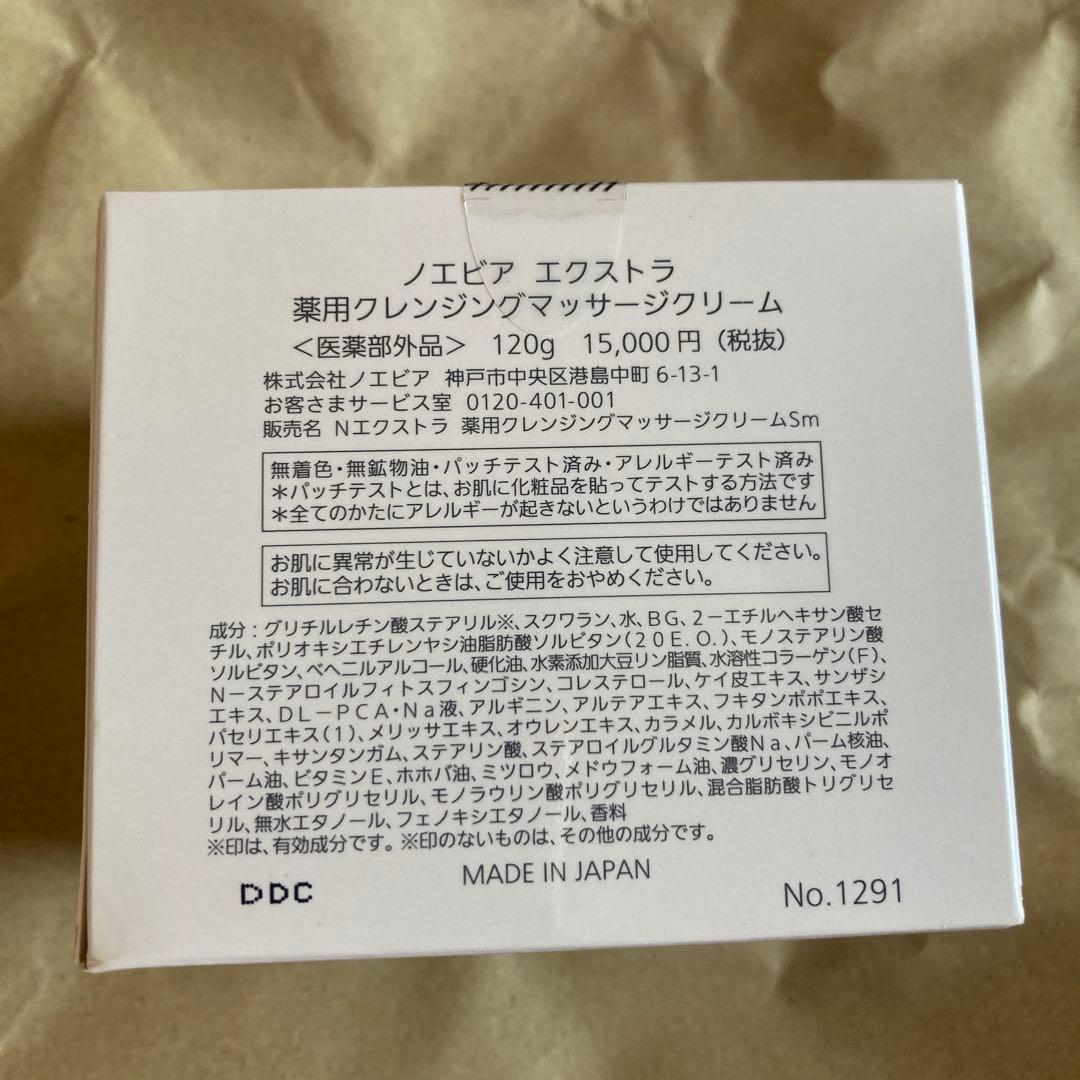 ノエビア エクストラ
薬用クレンジングマッサージクリーム
＜医薬部外品＞ 120g 15,000円（税抜）
株式会社ノエビア 神戸市中央区港島中町6-13-1
お客さまサービス室 0120-401-001
販売名 Nエクストラ 薬用クレンジングマッサージクリームSm
無着色・無鉱物油・パッチテスト済み・アレルギーテスト済み
＊パッチテストとは、お肌に化粧品を貼ってテストする方法です
＊全てのかたにアレルギーが起きないというわけではありません
お肌に異常が生じていないかよく注意して使用してください。
お肌に合わないときは、ご使用をおやめください。
成分：グリチルレチン酸ステアリル※、スクワラン、水、BG、2－エチルヘキサン酸セ
チル、ポリオキシエチレンヤシ油脂肪酸ソルビタン（20E.O.）、モノステアリン酸
ソルビタン、ベヘニルアルコール、硬化油、水素添加大豆リン脂質、水溶性コラーゲン（F）、
N－ステアロイルフィトスフィンゴシン、コレステロール、ケイ皮エキス、サンザシ
エキス、DL－PCA・Na液、アルギニン、アルテアエキス、フキタンポポエキス、
パセリエキス（1）、メリッサエキス、オウレンエキス、カラメル、カルボキシビニルポ
リマー、キサンタンガム、ステアリン酸、ステアロイルグルタミン酸Na、パーム核油、
パーム油、ビタミンE、ホホバ油、ミツロウ、メドウフォーム油、濃グリセリン、モノオ
レイン酸ポリグリセリル、モノラウリン酸ポリグリセリル、混合脂肪酸トリグリセ
リル、無水エタノール、フェノキシエタノール、香料
※印は、有効成分です。※印のないものは、その他の成分です。
MADE IN JAPAN
DDC
No.1291